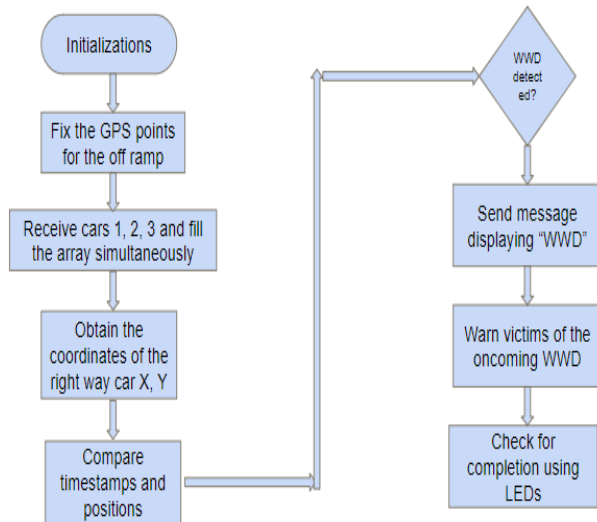 Initializations
Fix the GPS points
for the off ramp
Receive cars 1, 2, 3 and fill
the array simultaneously
Obtain the
coordinates of the
right way car X, Y
Compare
timestamps and
positions
WWD
detect
ed?
Send message
displaying “WWD”
Warn victims of the
oncoming WWD
Check for
completion using
LEDs